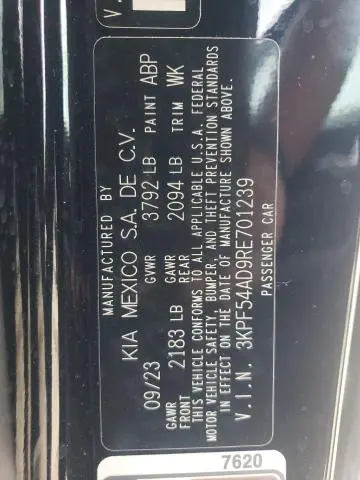 MANUFACTURED BY
KIA MEXICO S.A. DE C.V.
09/23 GVWR 3792 LB PAINT ABP
GAWR FRONT 2183 LB GAWR REAR 2094 LB TRIM WK
THIS VEHICLE CONFORMS TO ALL APPLICABLE U.S.A. FEDERAL
MOTOR VEHICLE SAFETY, BUMPER, AND THEFT PREVENTION STANDARDS
IN EFFECT ON THE DATE OF MANUFACTURE SHOWN ABOVE.
V.I.N. 3KPF54AD9RE701239
PASSENGER CAR
7620